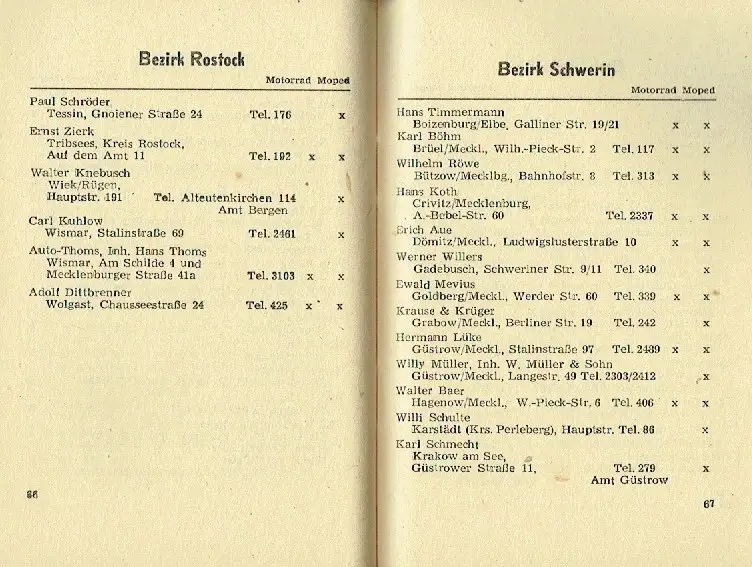 Bezirk Rostock
Motorrad Moped
Paul Schröder
Tessin, Gnoiener Straße 24 Tel. 176 x
Ernst Zierk
Tribsees, Kreis Rostock,
Auf dem Amt 11 Tel. 192 x x
Walter Knebusch
Wiek/Rügen,
Hauptstr. 191 Tel. Alteutenkirchen 114 x
Amt Bergen
Carl Kuhlow
Wismar, Stalinstraße 69 Tel. 2461 x
Auto-Thoms, Inh. Hans Thoms
Wismar, Am Schilde 4 und
Mecklenburger Straße 41a Tel. 3103 x x
Adolf Dittbrenner
Wolgast, Chausseestraße 24 Tel. 425 x x
66
Bezirk Schwerin
Motorrad Moped
Hans Timmermann
Boizenburg/Elbe, Galliner Str. 19/21 x x
Karl Böhm
Brüel/Meckl., Wilh.-Pieck-Str. 2 Tel. 117 x x
Wilhelm Röwe
Bützow/Mecklbg., Bahnhofstr. 8 Tel. 313 x x
Hans Koth
Crivitz/Mecklenburg,
A.-Bebel-Str. 60 Tel. 2337 x x
Erich Aue
Dömitz/Meckl., Ludwigslusterstraße 10 x x
Werner Willers
Gadebusch, Schweriner Str. 9/11 Tel. 340 x
Ewald Mevius
Goldberg/Meckl., Werder Str. 60 Tel. 339 x x
Krause & Krüger
Grabow/Meckl., Berliner Str. 19 Tel. 242 x
Hermann Lüke
Güstrow/Meckl., Stalinstraße 97 Tel. 2489 x x
Willy Müller, Inh. W. Müller & Sohn
Güstrow/Meckl., Langestr. 49 Tel. 2303/2412 x
Walter Baer
Hagenow/Meckl., W.-Pieck-Str. 6 Tel. 406 x x
Willi Schulte
Karstädt (Krs. Perleberg), Hauptstr. Tel. 86 x
Karl Schmecht
Krakow am See,
Güstrower Straße 11, Tel. 279 x
Amt Güstrow
67